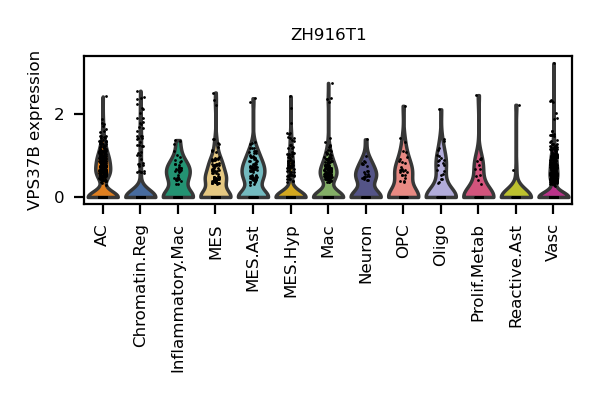 ZH916T1
VPS37B expression
2
0
AC
Chromatin.Reg
Inflammatory.Mac
MES
MES.Ast
MES.Hyp
Mac
Neuron
OPC
Oligo
Prolif.Metab
Reactive.Ast
Vasc